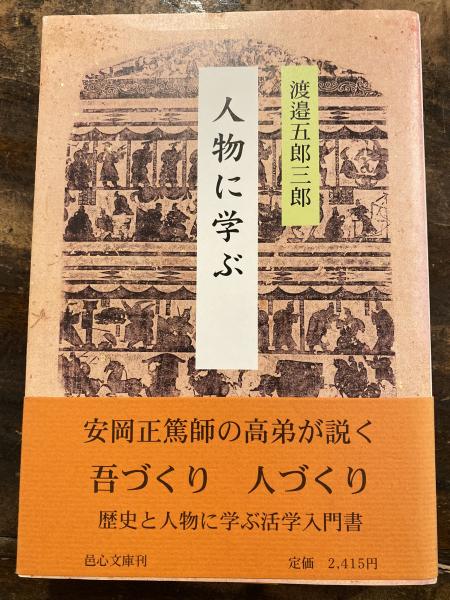 渡邉五郎三郎
人物に学ぶ
安岡正篤師の高弟が説く
吾づくり 人づくり
歴史と人物に学ぶ活学入門書
邑心文庫刊
定価 2,415円